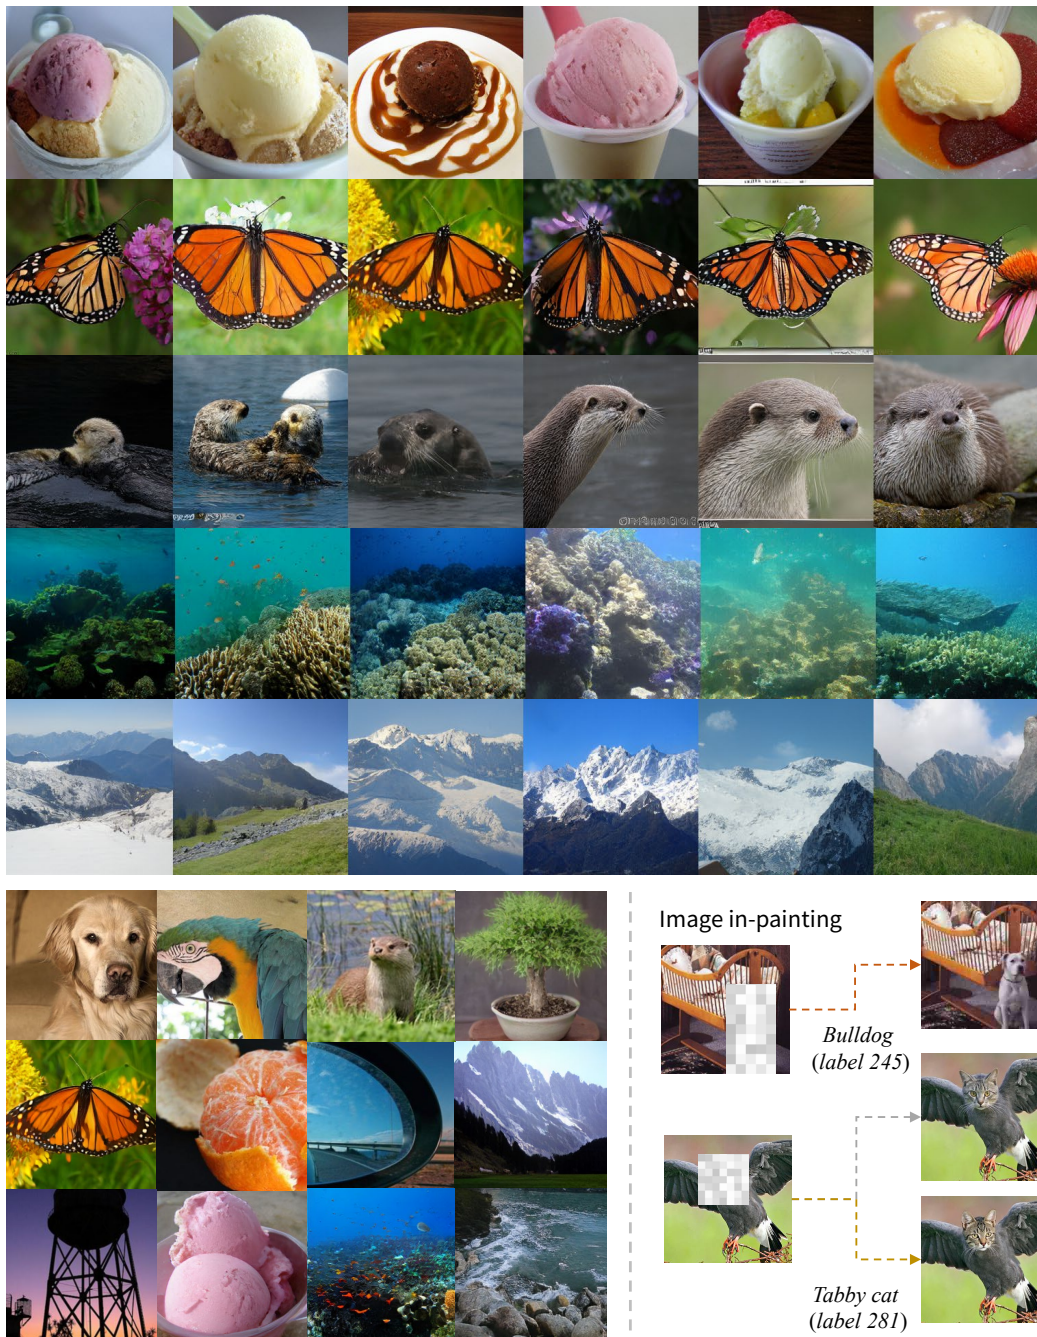 Image in-painting
Bulldog
(label 245)
Tabby cat
(label 281)